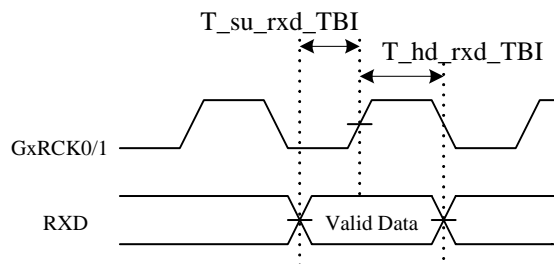 T_su_rxd_TBI
T_hd_rxd_TBI
GxRCK0/1
RXD
Valid Data